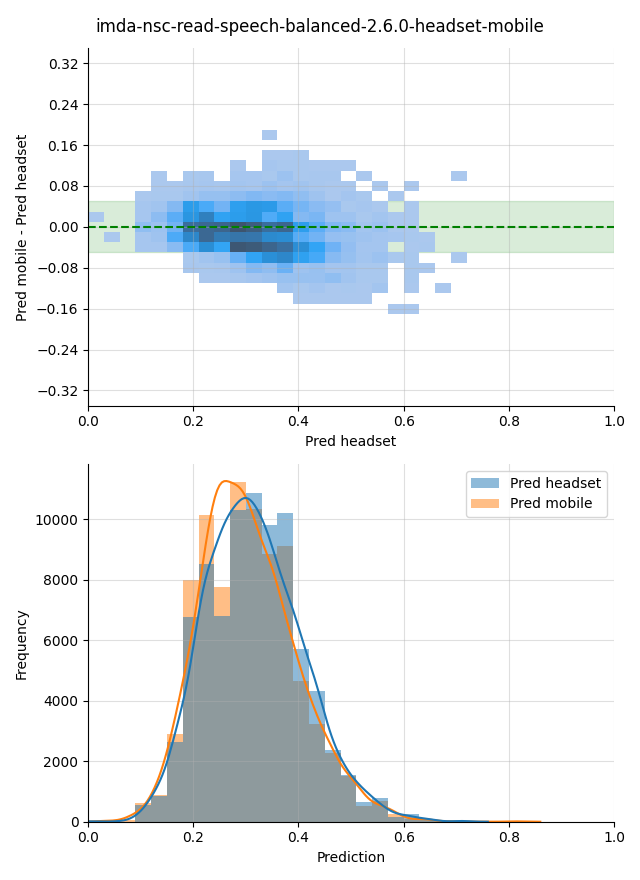 imda-nsc-read-speech-balanced-2.6.0-headset-mobile
0.32
0.24
0.16
0.08
0.00
−0.08
−0.16
−0.24
−0.32
Pred mobile - Pred headset
0.0 0.2 0.4 0.6 0.8 1.0
Pred headset
Pred headset
Pred mobile
10000
8000
6000
4000
2000
0
Frequency
0.0 0.2 0.4 0.6 0.8 1.0
Prediction